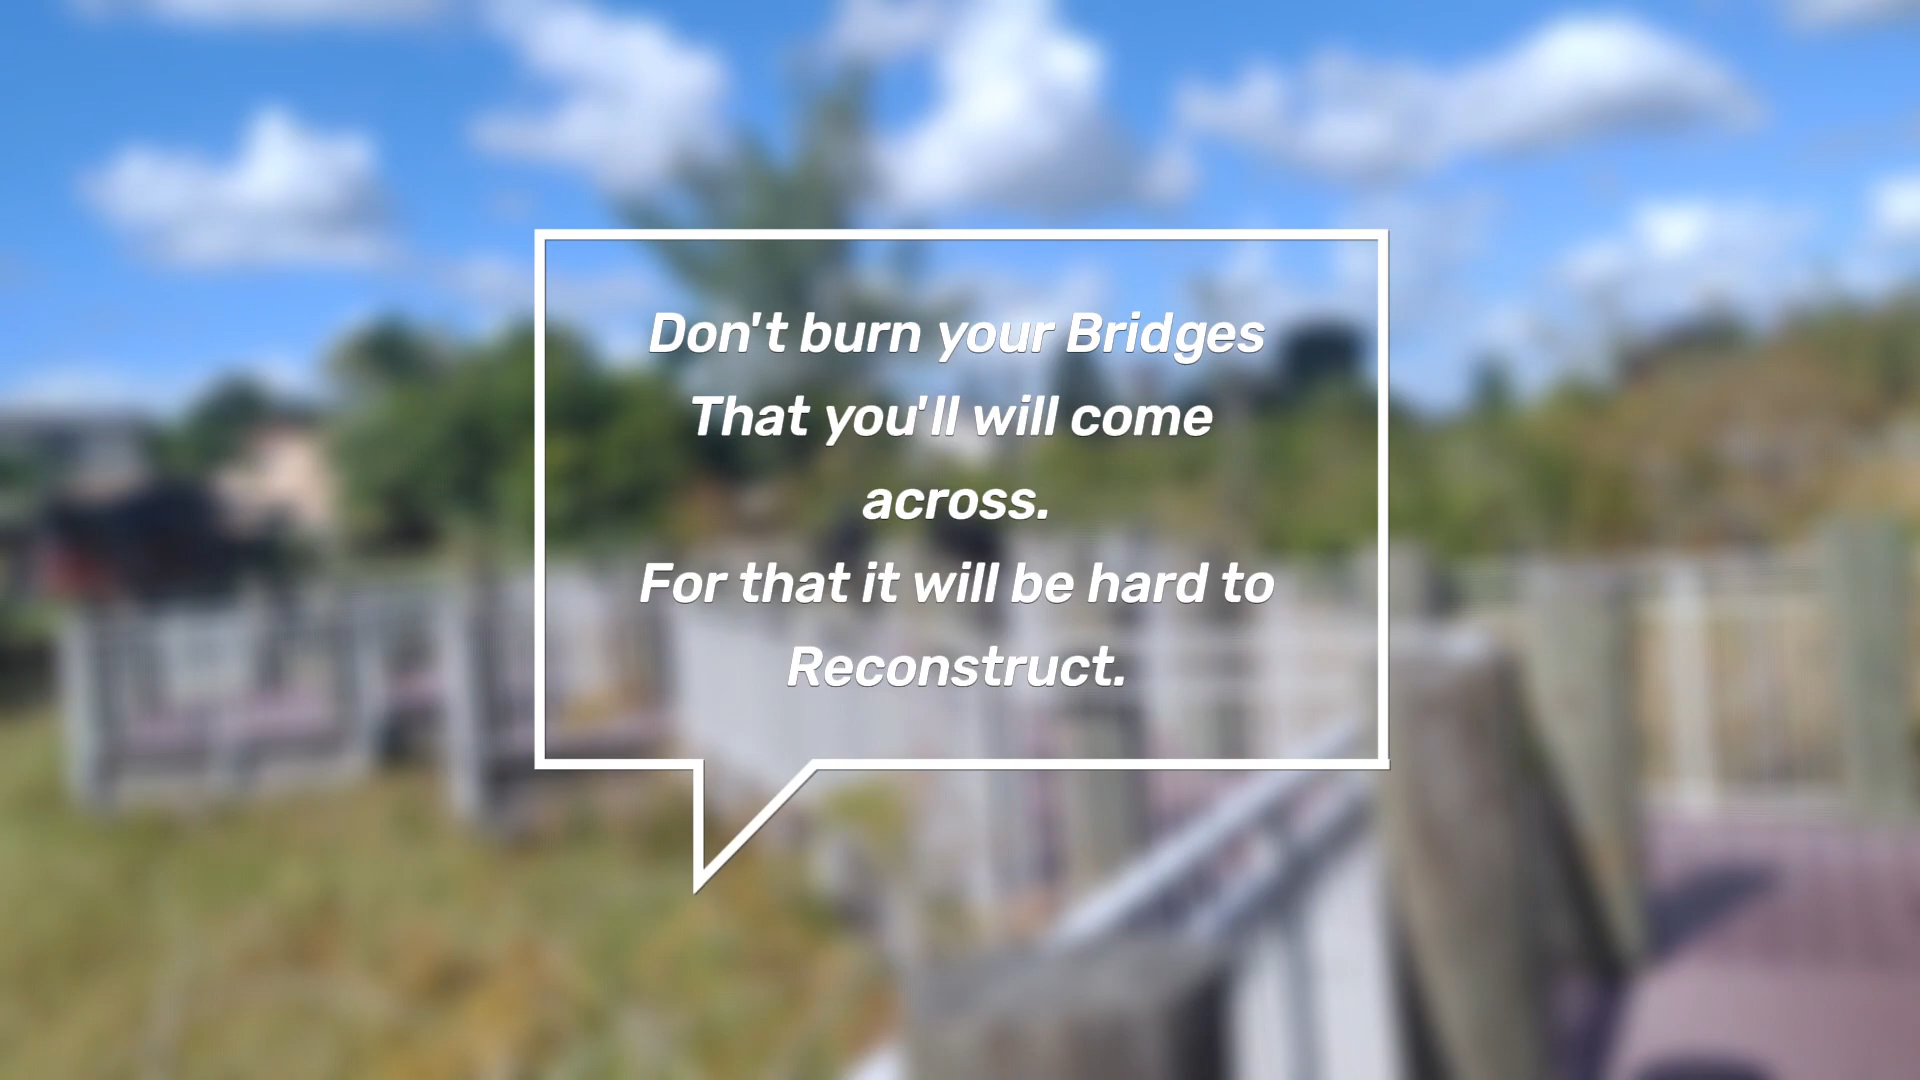 Don't burn your Bridges
That you'll will come
across.
For that it will be hard to
Reconstruct.